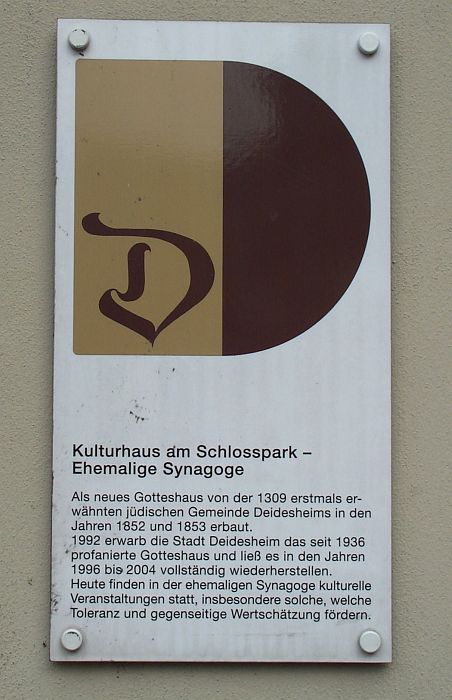 D
Kulturhaus am Schlosspark –
Ehemalige Synagoge
Als neues Gotteshaus von der 1309 erstmals er-
wähnten jüdischen Gemeinde Deidesheims in den
Jahren 1852 und 1853 erbaut.
1992 erwarb die Stadt Deidesheim das seit 1936
profanierte Gotteshaus und ließ es in den Jahren
1996 bis 2004 vollständig wiederherstellen.
Heute finden in der ehemaligen Synagoge kulturelle
Veranstaltungen statt, insbesondere solche, welche
Toleranz und gegenseitige Wertschätzung fördern.